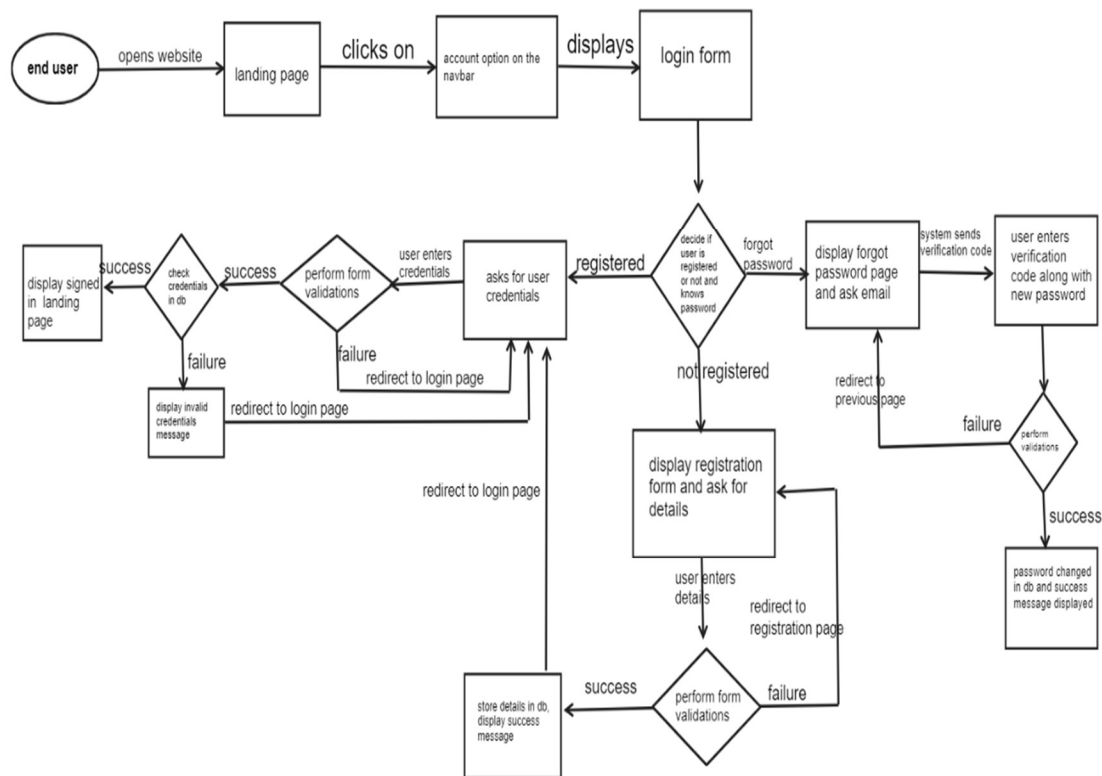 end user
opens website
landing page
clicks on
account option on the
navbar
displays
login form
decide if
user is
registered
or not and
knows
password
registered
asks for user
credentials
user enters
credentials
perform form
validations
success
check
credentials
in db
success
display signed
in landing
page
failure
display invalid
credentials
message
redirect to login page
failure
redirect to login page
forgot
password
display forgot
password page
and ask email
system sends
verification code
user enters
verification
code along with
new password
perform
validations
failure
redirect to
previous page
success
password changed
in db and success
message displayed
not registered
display registration
form and ask for
details
user enters
details
perform form
validations
failure
redirect to
registration page
success
store details in db,
display success
message
redirect to login page